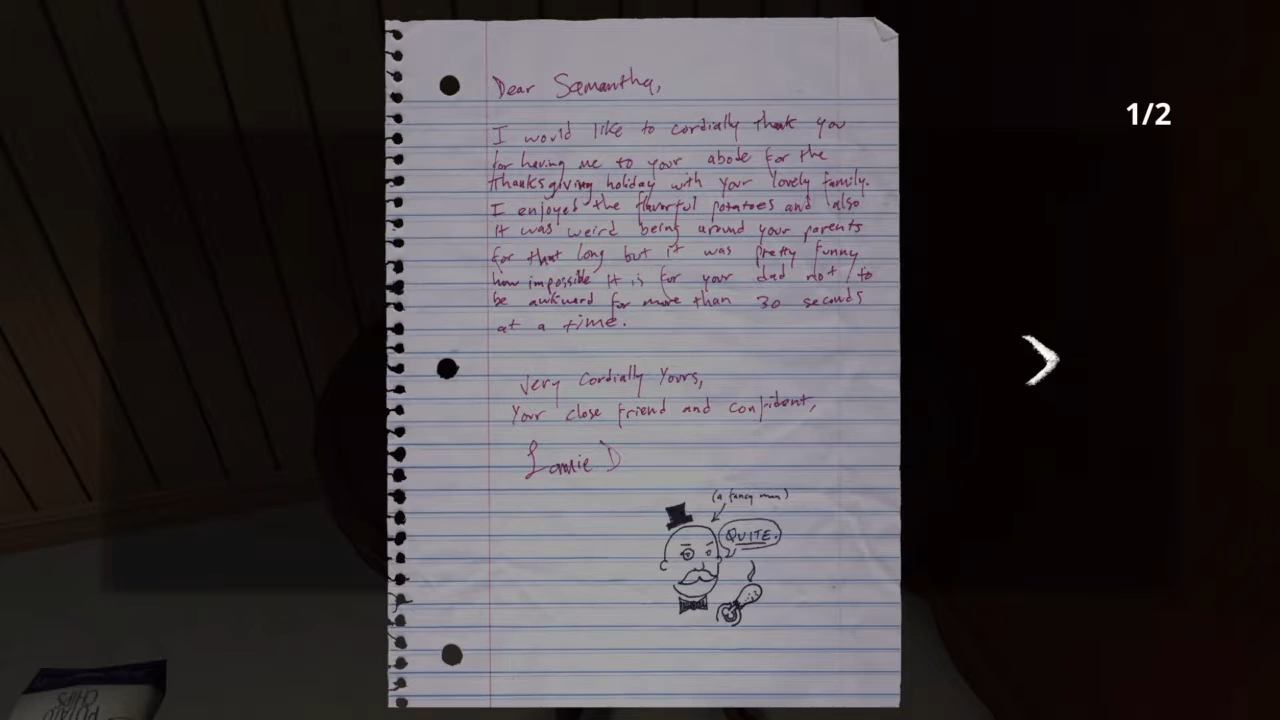 1/2
Dear Samantha,
I would like to cordially thank you
for having me to your abode for the
thanksgiving holiday with your lovely family.
I enjoyed the flavorful potatoes and also
it was weird being around your parents
for that long but it was pretty funny
how impossible it is for your dad not to
be awkward for more than 30 seconds
at a time.
Very Cordially Yours,
Your close friend and confident,
Lonnie D
(a fancy man)
QUITE.
POTATO
CHIPS